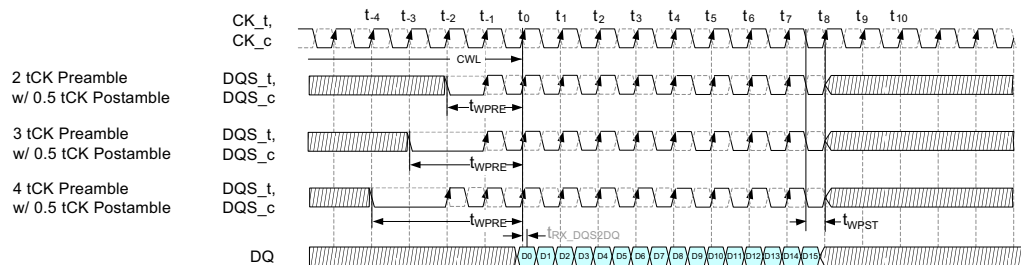 t-4 t-3 t-2 t-1 t0 t1 t2 t3 t4 t5 t6 t7 t8 t9 t10
CK_t,
CK_c
CWL
2 tCK Preamble
w/ 0.5 tCK Postamble
DQS_t,
DQS_c
tWPRE
3 tCK Preamble
w/ 0.5 tCK Postamble
DQS_t,
DQS_c
tWPRE
4 tCK Preamble
w/ 0.5 tCK Postamble
DQS_t,
DQS_c
tWPRE
tWPST
tRX_DQS2DQ
DQ
D0 D1 D2 D3 D4 D5 D6 D7 D8 D9 D10 D11 D12 D13 D14 D15